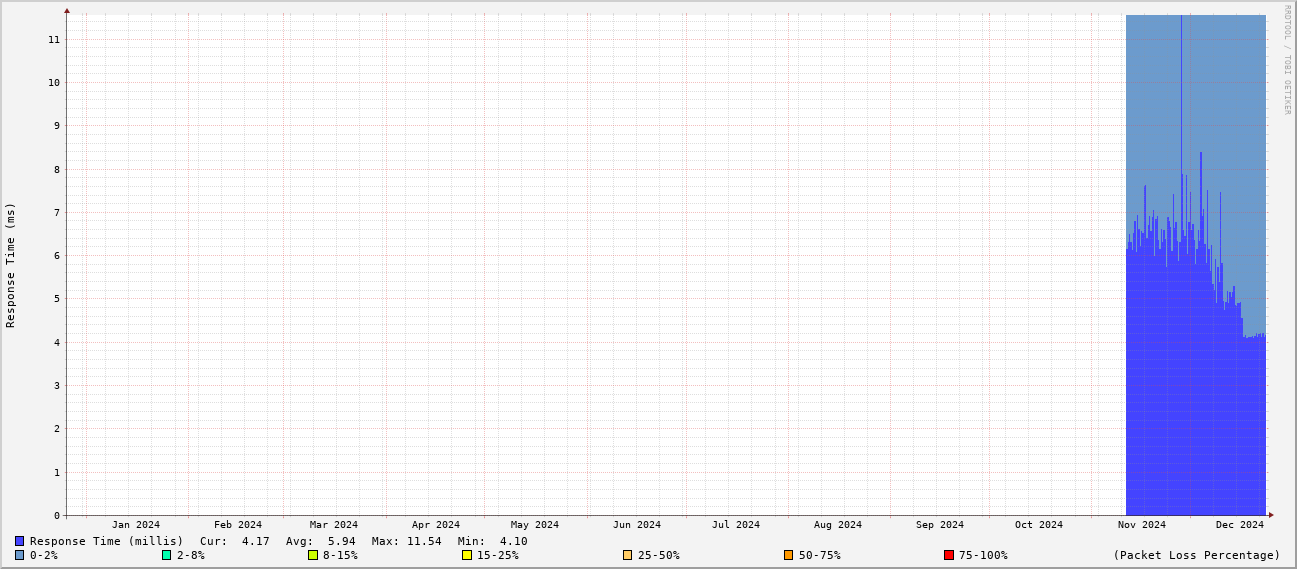 RRDTOOL / TOBI OETIKER
Response Time (ms)
11
10
9
8
7
6
5
4
3
2
1
0
Jan 2024 Feb 2024 Mar 2024 Apr 2024 May 2024 Jun 2024 Jul 2024 Aug 2024 Sep 2024 Oct 2024 Nov 2024 Dec 2024
Response Time (millis) Cur: 4.17 Avg: 5.94 Max: 11.54 Min: 4.10
0-2% 2-8% 8-15% 15-25% 25-50% 50-75% 75-100% (Packet Loss Percentage)